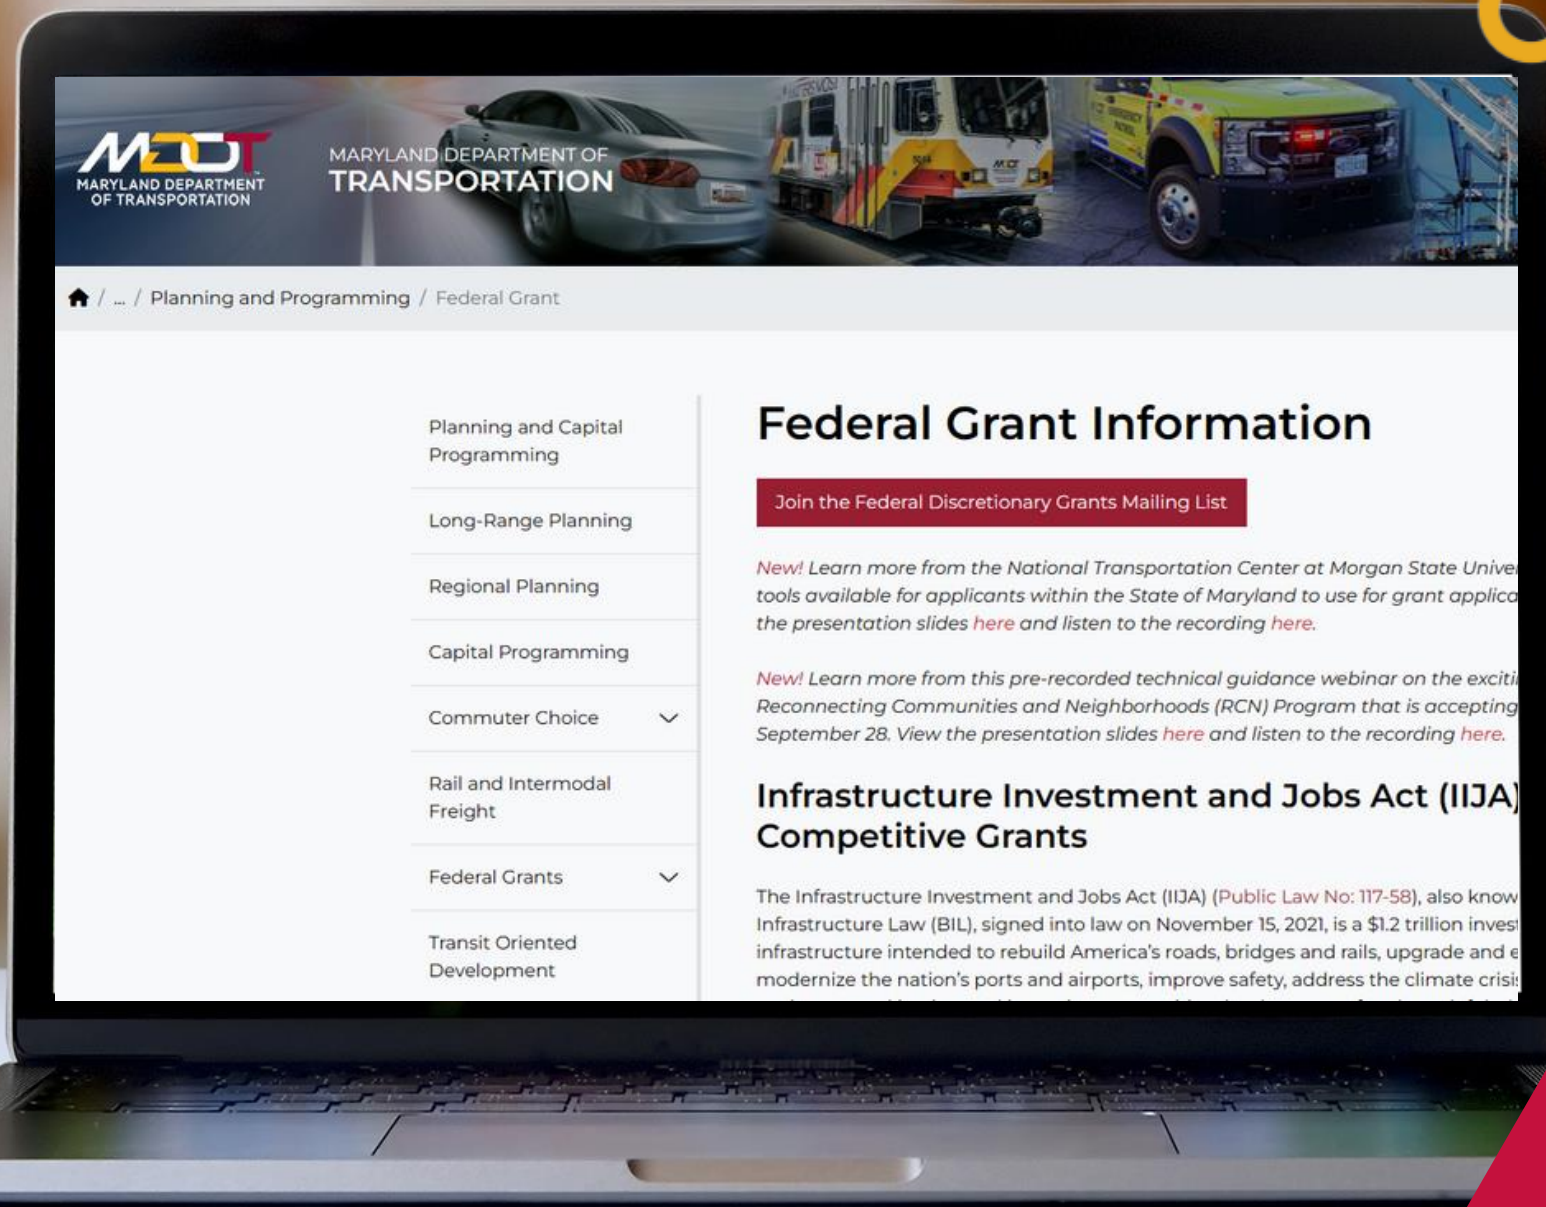 MDOT
MARYLAND DEPARTMENT
OF TRANSPORTATION
MARYLAND DEPARTMENT OF
TRANSPORTATION
MDOT
EMERGENCY
PATROL
/ ... / Planning and Programming / Federal Grant
Planning and Capital
Programming
Long-Range Planning
Regional Planning
Capital Programming
Commuter Choice
Rail and Intermodal
Freight
Federal Grants
Transit Oriented
Development
Federal Grant Information
Join the Federal Discretionary Grants Mailing List
New! Learn more from the National Transportation Center at Morgan State Univer
tools available for applicants within the State of Maryland to use for grant applica
the presentation slides here and listen to the recording here.
New! Learn more from this pre-recorded technical guidance webinar on the exciti
Reconnecting Communities and Neighborhoods (RCN) Program that is accepting
September 28. View the presentation slides here and listen to the recording here.
Infrastructure Investment and Jobs Act (IIJA)
Competitive Grants
The Infrastructure Investment and Jobs Act (IIJA) (Public Law No: 117-58), also know
Infrastructure Law (BIL), signed into law on November 15, 2021, is a $1.2 trillion inves
infrastructure intended to rebuild America's roads, bridges and rails, upgrade and e
modernize the nation's ports and airports, improve safety, address the climate crisi